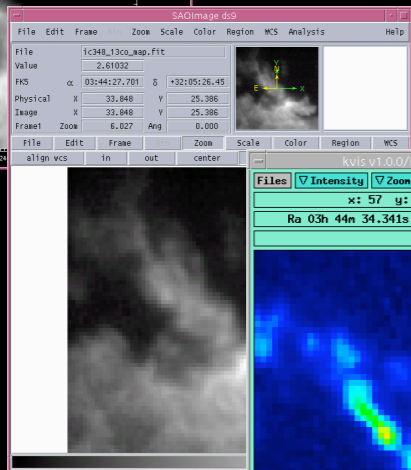 SAOImage ds9
File Edit Frame Zoom Scale Color Region WCS Analysis Help
File ic348_13co_map.fit
Value 2.61032
FK5 α 03:44:27.701 δ +32:05:26.45
Physical X 33.848 Y 25.386
Image X 33.848 Y 25.386
Frame1 Zoom 6.027 Ang 0.000
Y
N
E X
File Edit Frame Zoom Scale Color Region WCS
align wcs in out center
kvis v1.0.0/
Files ▽ Intensity ▽ Zoom
x: 57 y:
Ra 03h 44m 34.341s